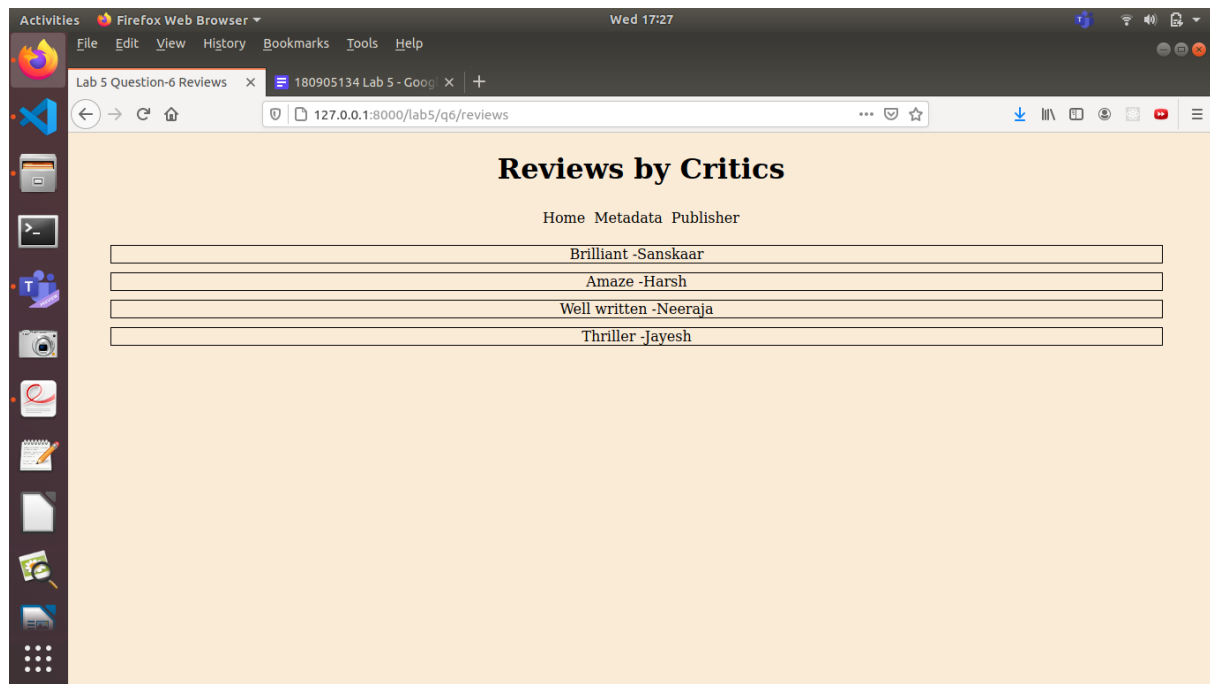 Activities Firefox Web Browser Wed 17:27
File Edit View History Bookmarks Tools Help
Lab 5 Question-6 Reviews 180905134 Lab 5 - Goog
127.0.0.1:8000/lab5/q6/reviews
Reviews by Critics
Home Metadata Publisher
Brilliant -Sanskaar
Amaze -Harsh
Well written -Neeraja
Thriller -Jayesh